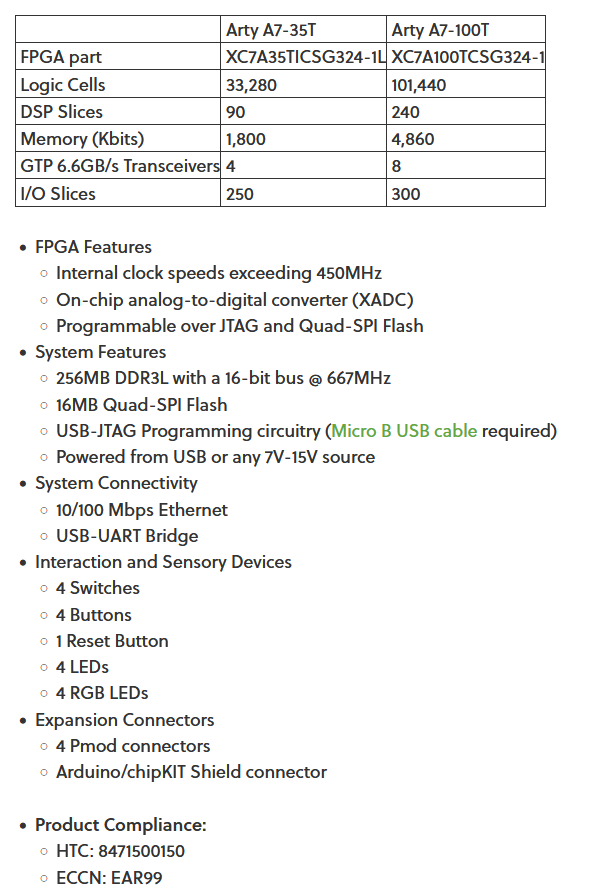 Arty A7-35T Arty A7-100T
FPGA part XC7A35TICSG324-1L XC7A100TCSG324-1
Logic Cells 33,280 101,440
DSP Slices 90 240
Memory (Kbits) 1,800 4,860
GTP 6.6GB/s Transceivers 4 8
I/O Slices 250 300
• FPGA Features
○ Internal clock speeds exceeding 450MHz
○ On-chip analog-to-digital converter (XADC)
○ Programmable over JTAG and Quad-SPI Flash
• System Features
○ 256MB DDR3L with a 16-bit bus @ 667MHz
○ 16MB Quad-SPI Flash
○ USB-JTAG Programming circuitry (Micro B USB cable required)
○ Powered from USB or any 7V-15V source
• System Connectivity
○ 10/100 Mbps Ethernet
○ USB-UART Bridge
• Interaction and Sensory Devices
○ 4 Switches
○ 4 Buttons
○ 1 Reset Button
○ 4 LEDs
○ 4 RGB LEDs
• Expansion Connectors
○ 4 Pmod connectors
○ Arduino/chipKIT Shield connector
• Product Compliance:
○ HTC: 8471500150
○ ECCN: EAR99